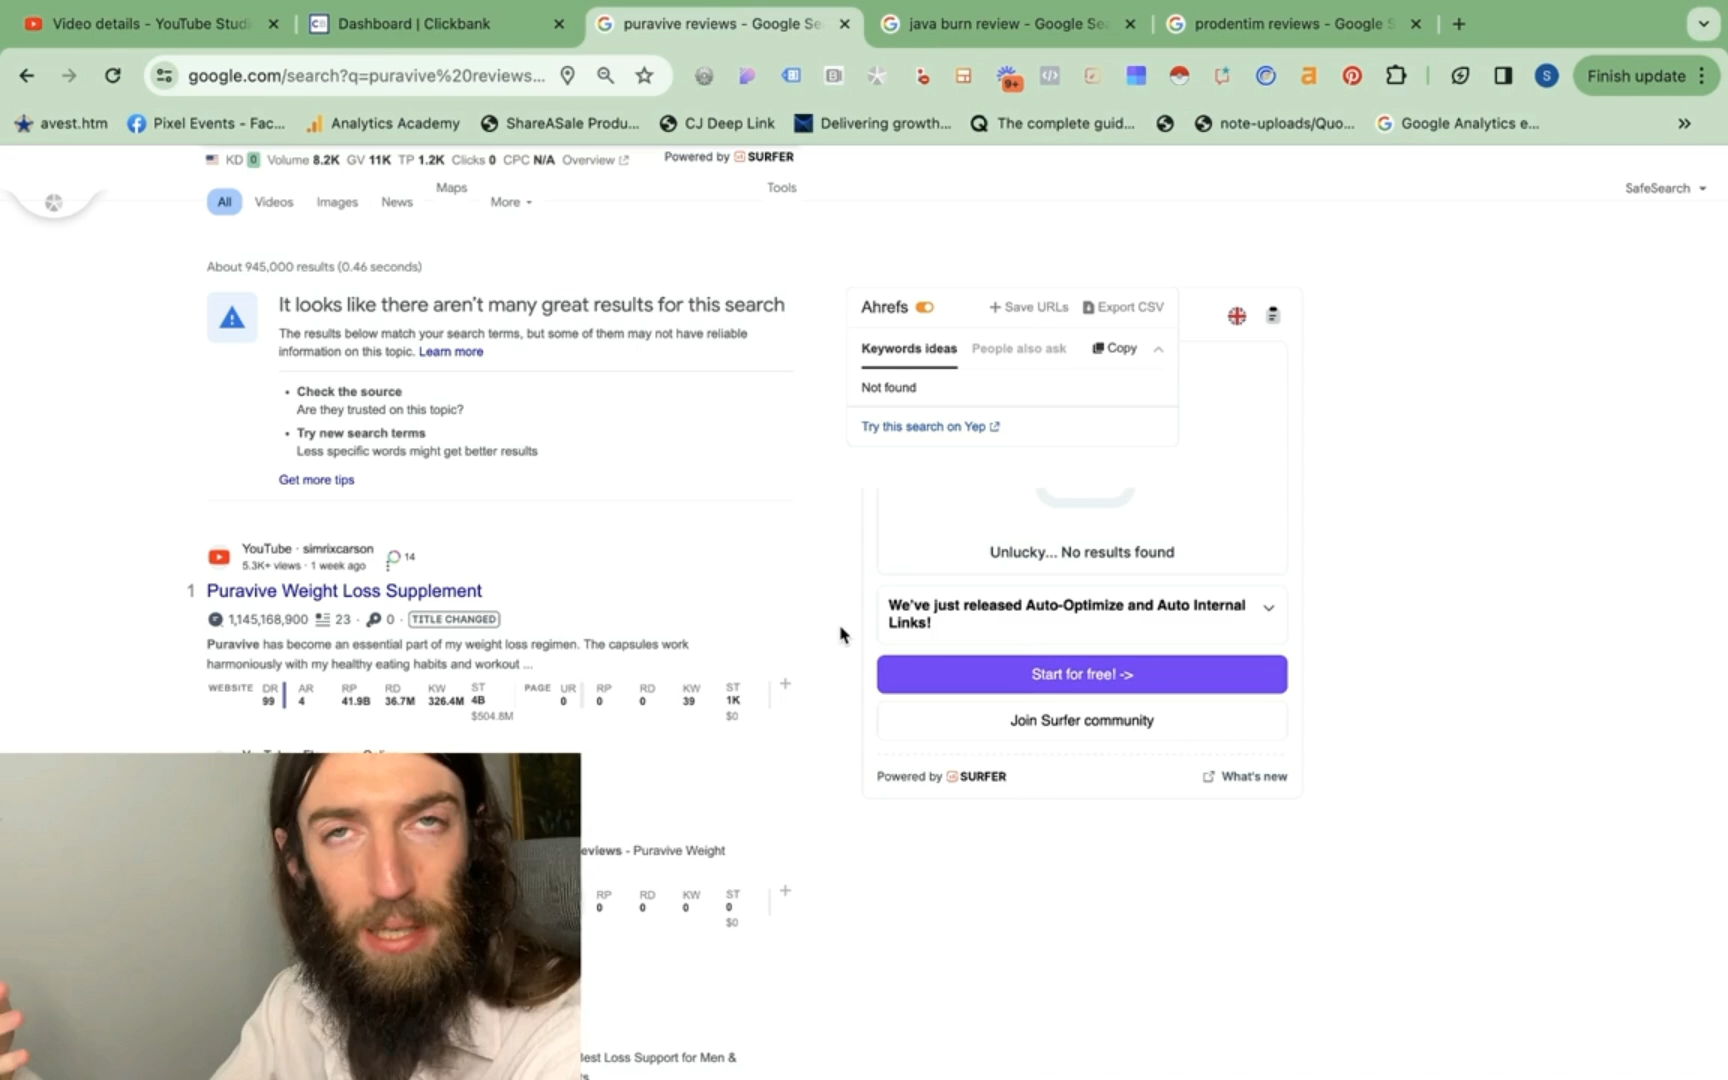 Video details - YouTube Studi
Dashboard | Clickbank
puravive reviews - Google Se
java burn review - Google Sea
prodentim reviews - Google S
google.com/search?q=puravive%20reviews...
9+
S
Finish update
avest.htm
Pixel Events - Fac...
Analytics Academy
ShareASale Produ...
CJ Deep Link
Delivering growth...
The complete guid...
note-uploads/Quo...
Google Analytics e...
KD 0 Volume 8.2K GV 11K TP 1.2K Clicks 0 CPC N/A Overview
Powered by SURFER
All
Videos
Images
News
Maps
More
Tools
SafeSearch
About 945,000 results (0.46 seconds)
It looks like there aren't many great results for this search
The results below match your search terms, but some of them may not have reliable
information on this topic. Learn more
• Check the source
Are they trusted on this topic?
• Try new search terms
Less specific words might get better results
Get more tips
Ahrefs
+ Save URLs
Export CSV
Keywords ideas
People also ask
Copy
Not found
Try this search on Yep
Unlucky... No results found
We've just released Auto-Optimize and Auto Internal
Links!
Start for free! ->
Join Surfer community
Powered by SURFER
What's new
YouTube · simrixcarson
14
5.3K+ views · 1 week ago
1 Puravive Weight Loss Supplement
1,145,168,900 23 · 0 · TITLE CHANGED
Puravive has become an essential part of my weight loss regimen. The capsules work
harmoniously with my healthy eating habits and workout ...
WEBSITE DR AR RP RD KW ST PAGE UR RP RD KW ST
99 4 41.9B 36.7M 326.4M 4B 0 0 0 39 1K
$504.8M $0
eviews - Puravive Weight
RP RD KW ST
0 0 0 0
$0
Best Loss Support for Men &